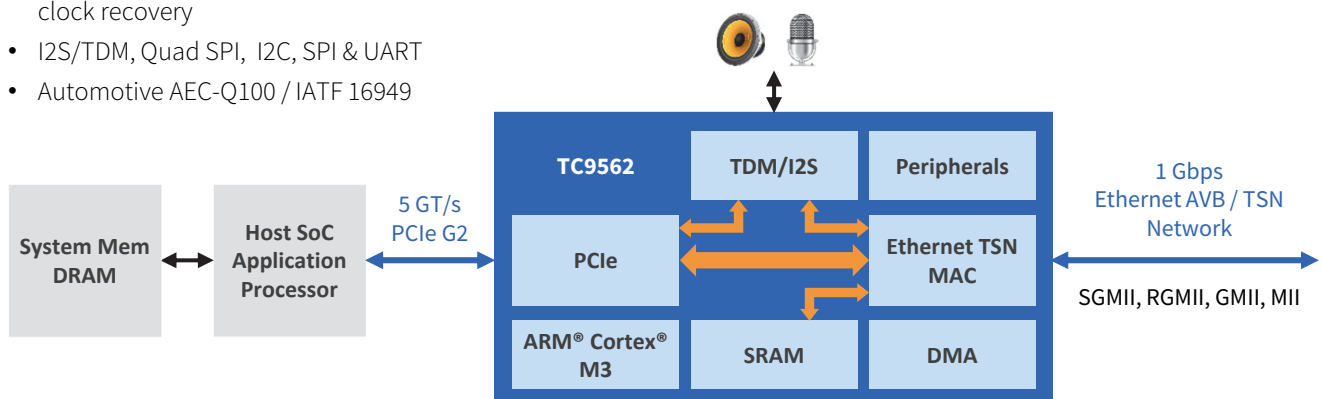 clock recovery
• I2S/TDM, Quad SPI, I2C, SPI & UART
• Automotive AEC-Q100 / IATF 16949
TC9562
TDM/I2S
Peripherals
1 Gbps
Ethernet AVB / TSN
Network
5 GT/s
PCIe G2
System Mem
DRAM
Host SoC
Application
Processor
PCIe
Ethernet TSN
MAC
SGMII, RGMII, GMII, MII
ARM® Cortex®
M3
SRAM
DMA